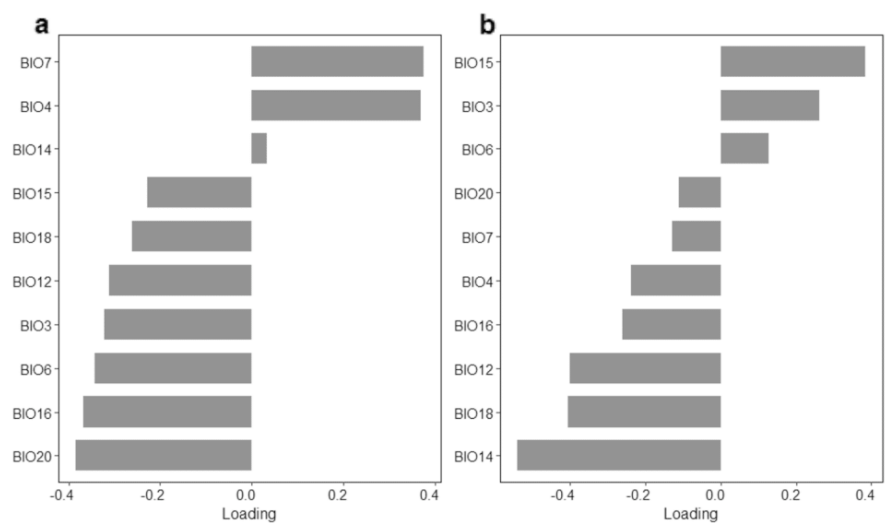 a
BIO7
BIO4
BIO14
BIO15
BIO18
BIO12
BIO3
BIO6
BIO16
BIO20
-0.4 -0.2 0.0 0.2 0.4
Loading
b
BIO15
BIO3
BIO6
BIO20
BIO7
BIO4
BIO16
BIO12
BIO18
BIO14
-0.4 -0.2 0.0 0.2 0.4
Loading